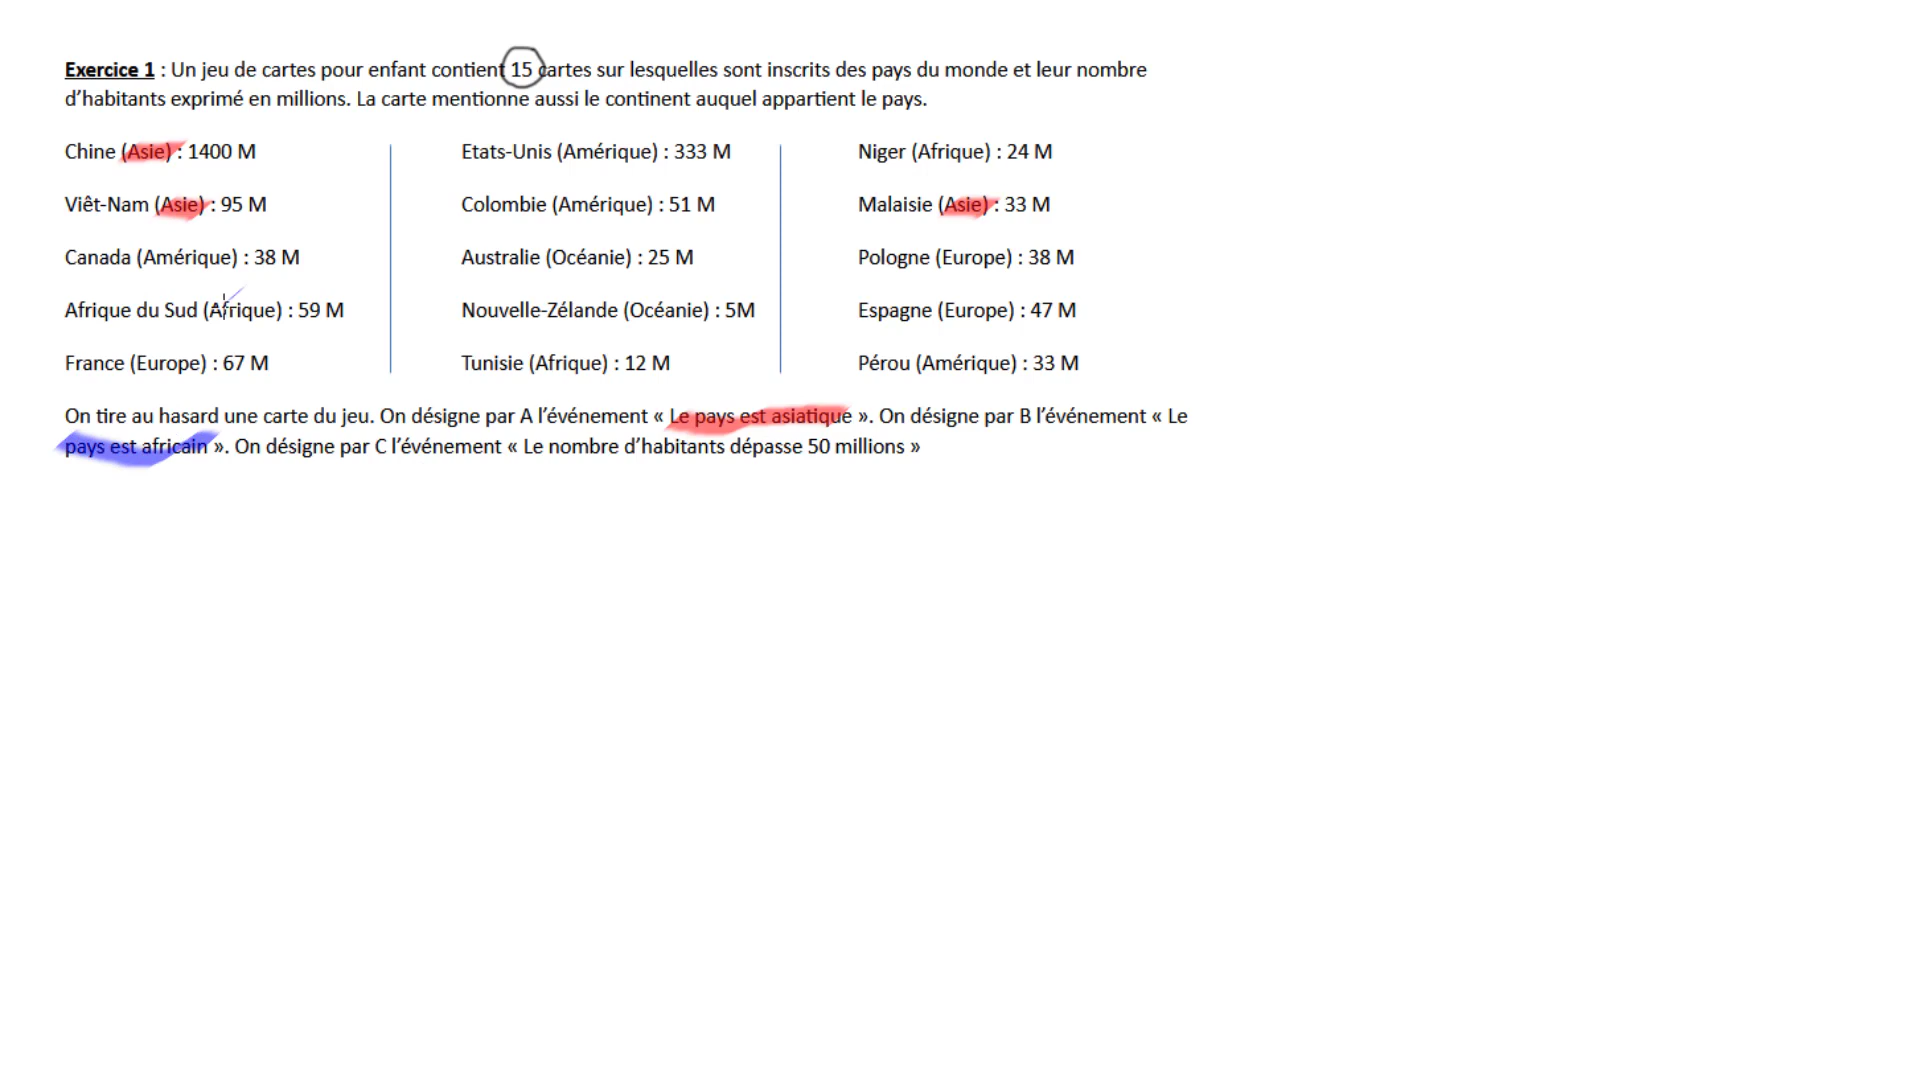 Exercice 1 : Un jeu de cartes pour enfant contient 15 cartes sur lesquelles sont inscrits des pays du monde et leur nombre
d’habitants exprimé en millions. La carte mentionne aussi le continent auquel appartient le pays.
Chine (Asie) : 1400 M
Viêt-Nam (Asie) : 95 M
Canada (Amérique) : 38 M
Afrique du Sud (Afrique) : 59 M
France (Europe) : 67 M
Etats-Unis (Amérique) : 333 M
Colombie (Amérique) : 51 M
Australie (Océanie) : 25 M
Nouvelle-Zélande (Océanie) : 5M
Tunisie (Afrique) : 12 M
Niger (Afrique) : 24 M
Malaisie (Asie) : 33 M
Pologne (Europe) : 38 M
Espagne (Europe) : 47 M
Pérou (Amérique) : 33 M
On tire au hasard une carte du jeu. On désigne par A l’événement « Le pays est asiatique ». On désigne par B l’événement « Le
pays est africain ». On désigne par C l’événement « Le nombre d’habitants dépasse 50 millions »